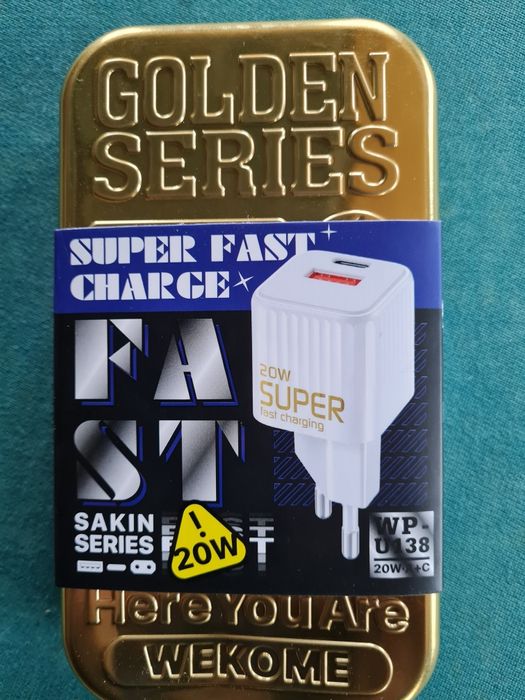 GOLDEN
SERIES
SUPER FAST
CHARGE
FA
ST
20W
SUPER
fast charging
SAKIN
SERIES
!
20W
WP-
U138
20W A+C
Here You Are
WEKOME